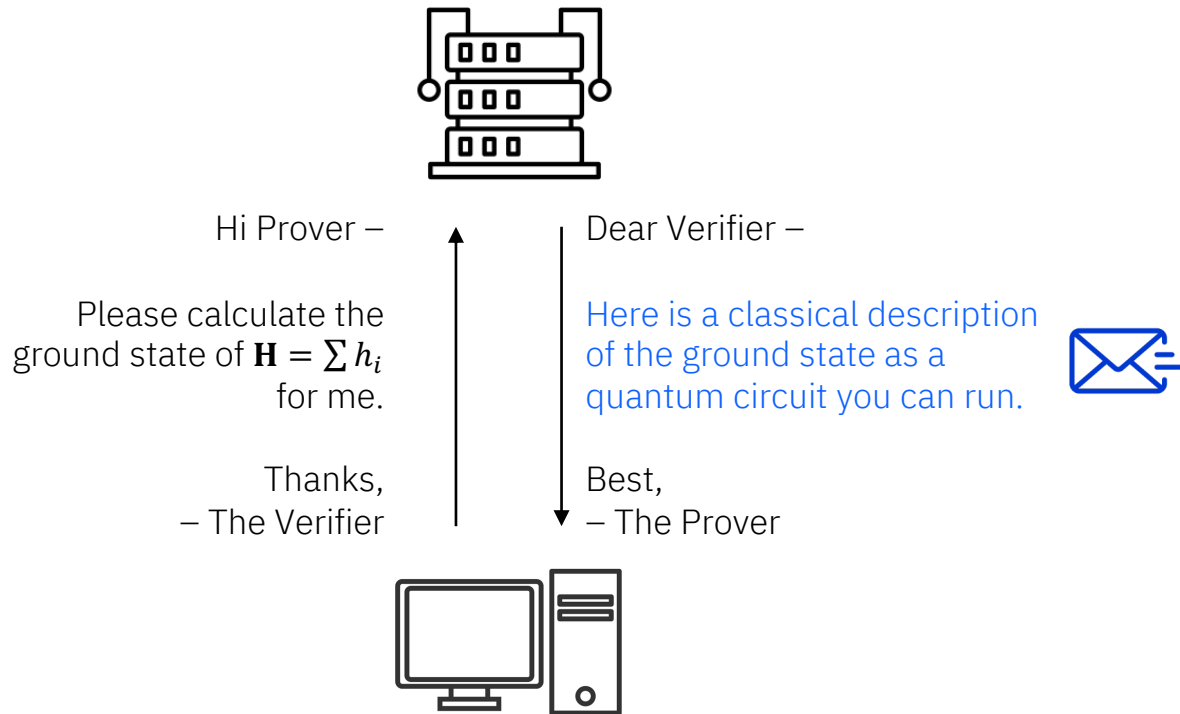 Hi Prover –
Please calculate the
ground state of 𝐇 = ∑ ℎ𝑖
for me.
Thanks,
– The Verifier
Dear Verifier –
Here is a classical description
of the ground state as a
quantum circuit you can run.
Best,
– The Prover